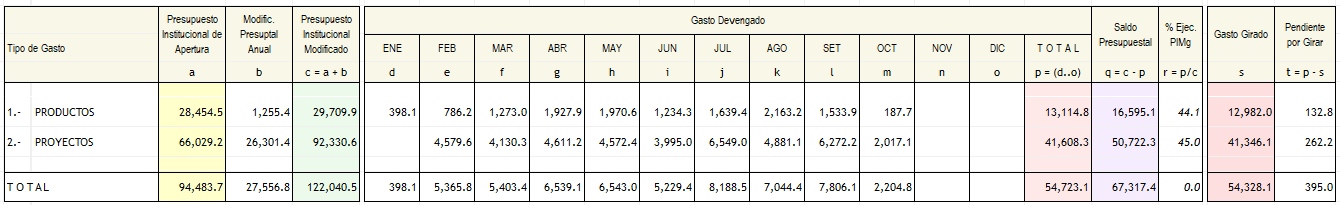 Tipo de Gasto Presupuesto Institucional de Apertura a Modific. Presuptal Anual b Presupuesto Institucional Modificado c = a + b Gasto Devengado Saldo Presupuestal q = c - p % Ejec. PIMg r = p/c Gasto Girado s Pendiente por Girar t = p - s
ENE FEB MAR ABR MAY JUN JUL AGO SET OCT NOV DIC T O T A L
d e f g h i j k l m n o p = (d..o)
1.- PRODUCTOS 28,454.5 1,255.4 29,709.9 398.1 786.2 1,273.0 1,927.9 1,970.6 1,234.3 1,639.4 2,163.2 1,533.9 187.7 13,114.8 16,595.1 44.1 12,982.0 132.8
2.- PROYECTOS 66,029.2 26,301.4 92,330.6 4,579.6 4,130.3 4,611.2 4,572.4 3,995.0 6,549.0 4,881.1 6,272.2 2,017.1 41,608.3 50,722.3 45.0 41,346.1 262.2
T O T A L 94,483.7 27,556.8 122,040.5 398.1 5,365.8 5,403.4 6,539.1 6,543.0 5,229.4 8,188.5 7,044.4 7,806.1 2,204.8 54,723.1 67,317.4 0.0 54,328.1 395.0